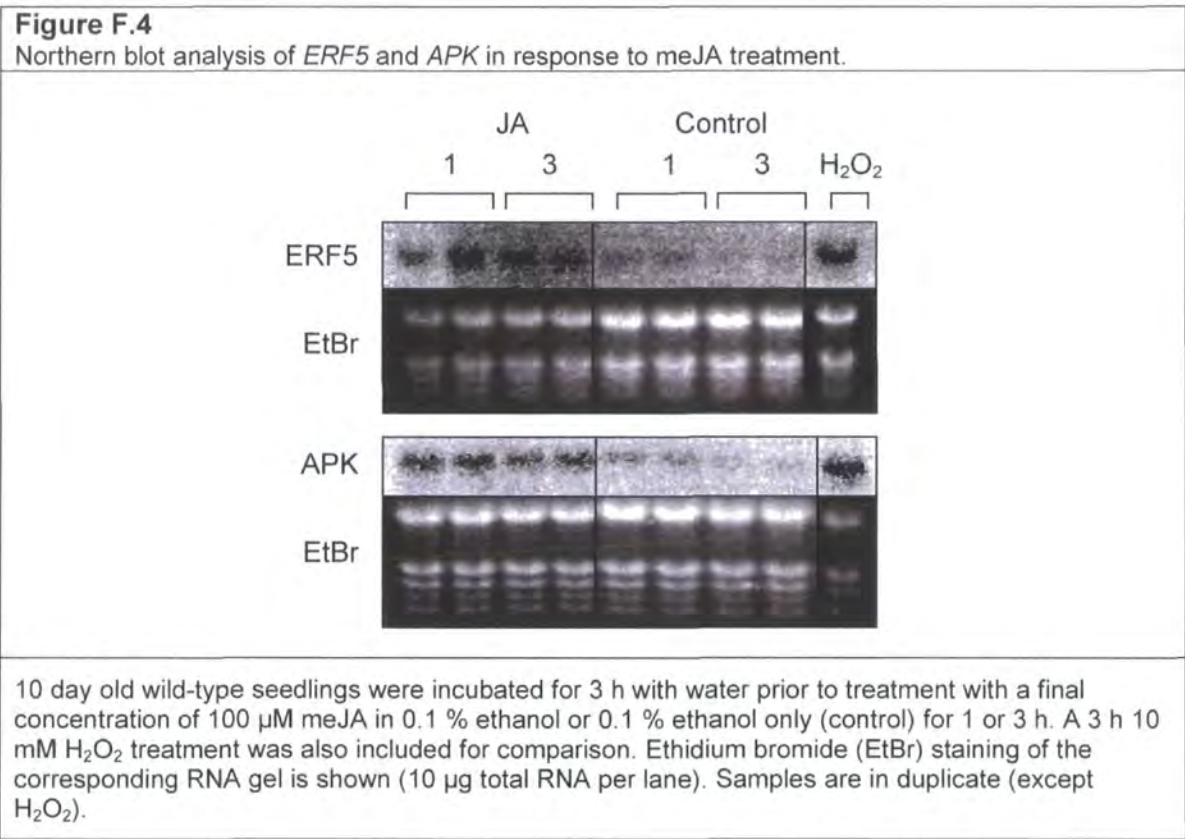 Figure F.4
Northern blot analysis of ERF5 and APK in response to meJA treatment.
JA Control
1 3 1 3 H₂O₂
ERF5
EtBr
APK
EtBr
10 day old wild-type seedlings were incubated for 3 h with water prior to treatment with a final
concentration of 100 µM meJA in 0.1 % ethanol or 0.1 % ethanol only (control) for 1 or 3 h. A 3 h 10
mM H₂O₂ treatment was also included for comparison. Ethidium bromide (EtBr) staining of the
corresponding RNA gel is shown (10 µg total RNA per lane). Samples are in duplicate (except
H₂O₂).